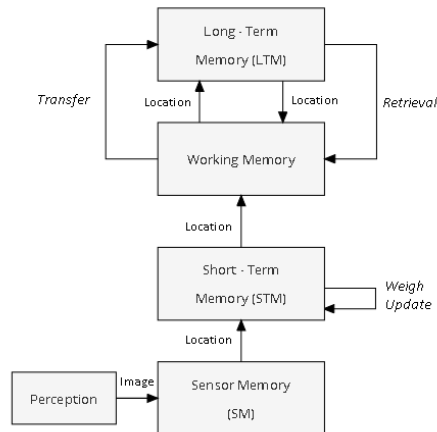 Long - Term
Memory (LTM)
Transfer
Location
Location
Retrieval
Working Memory
Location
Short - Term
Memory (STM)
Weigh
Update
Location
Image
Perception
Sensor Memory
(SM)